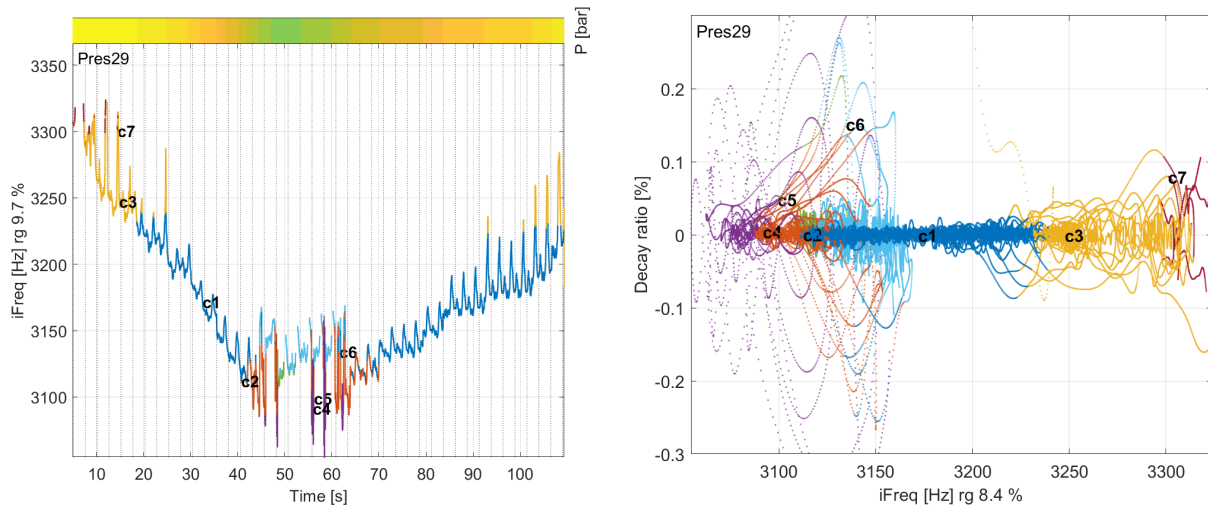 P [bar]
Pres29
3350
3300
3250
3200
3150
3100
iFreq [Hz] rg 9.7 %
c7
c3
c1
c2
c6
c5
c4
10 20 30 40 50 60 70 80 90 100
Time [s]
Pres29
0.2
0.1
0
-0.1
-0.2
-0.3
Decay ratio [%]
c6
c7
c5
c4
c2
c1
c3
3100 3150 3200 3250 3300
iFreq [Hz] rg 8.4 %